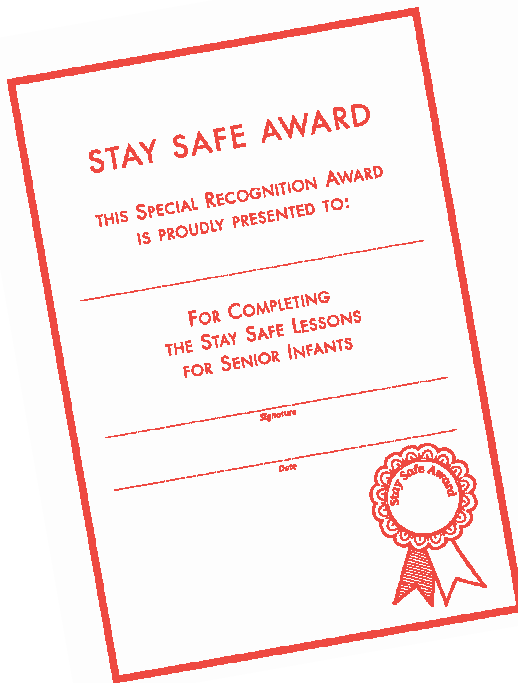 STAY SAFE AWARD
THIS SPECIAL RECOGNITION AWARD
IS PROUDLY PRESENTED TO:
FOR COMPLETING
THE STAY SAFE LESSONS
FOR SENIOR INFANTS
Signature
Date
Stay Safe Award